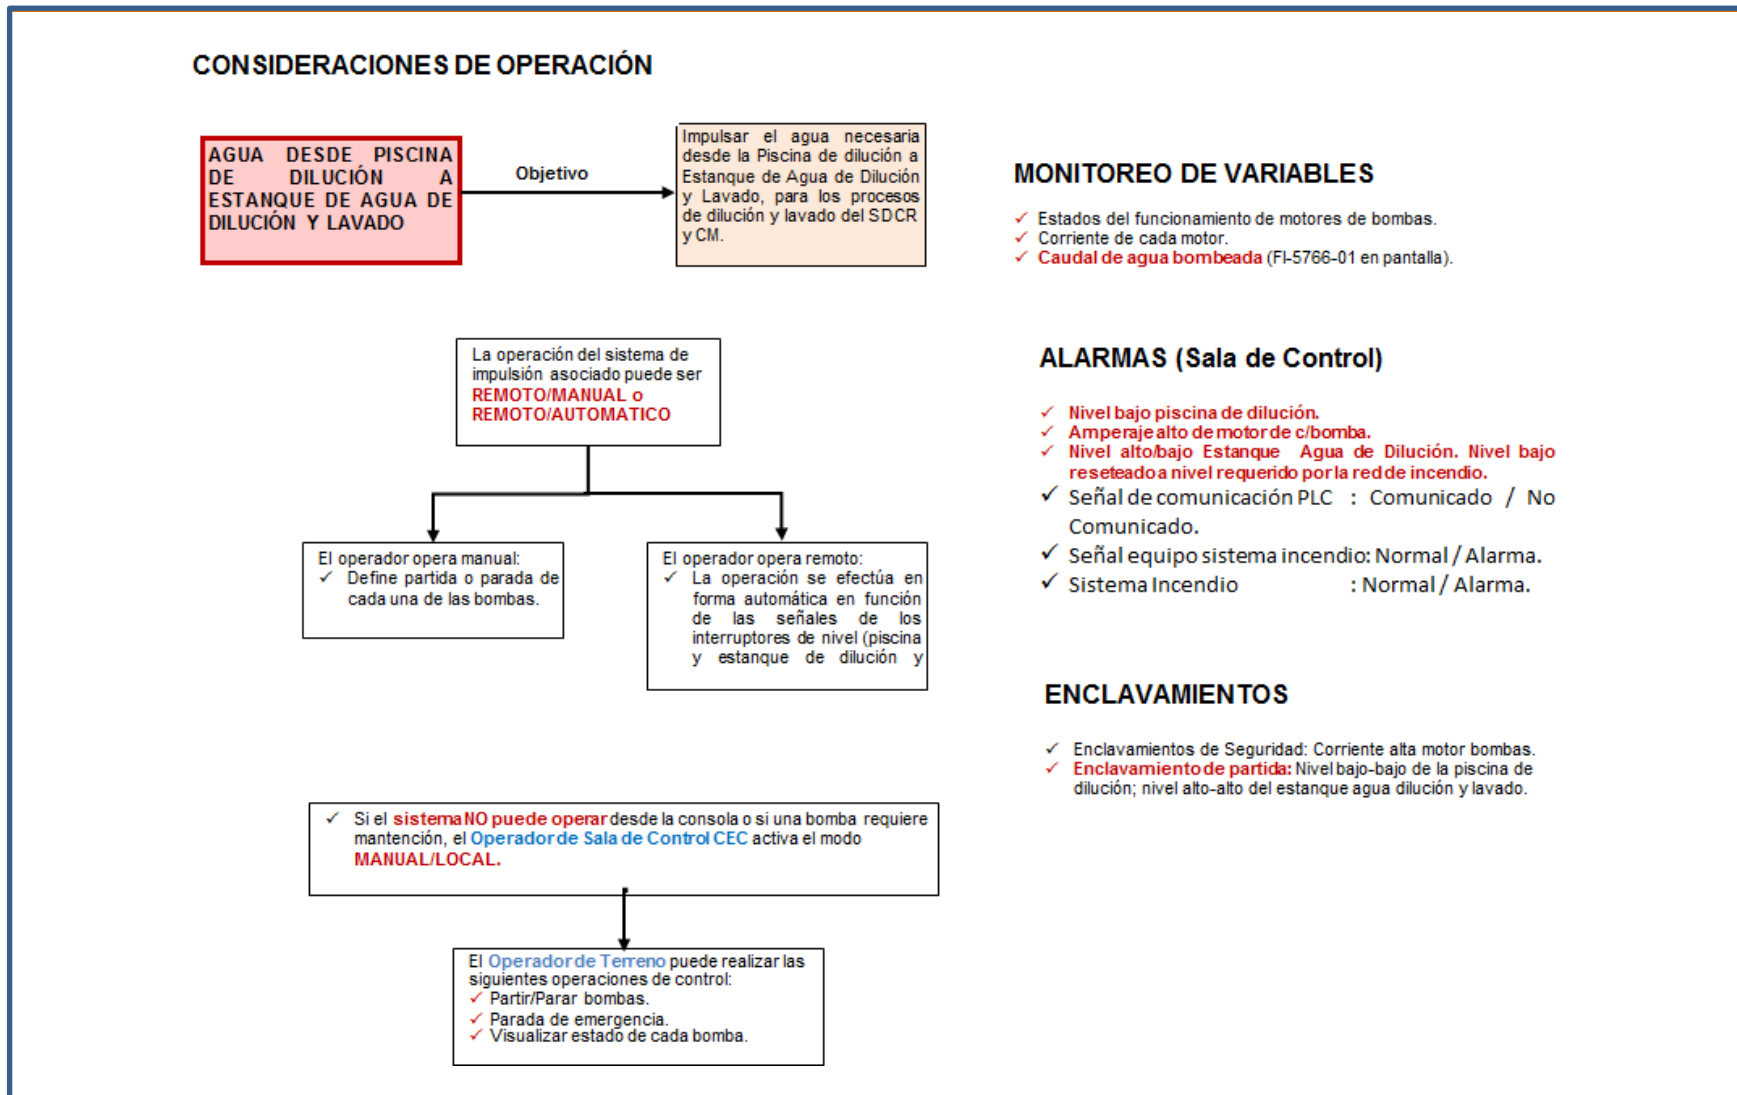 CONSIDERACIONES DE OPERACIÓN
AGUA DESDE PISCINA
DE DILUCIÓN A
ESTANQUE DE AGUA DE
DILUCIÓN Y LAVADO
Objetivo
Impulsar el agua necesaria
desde la Piscina de dilución a
Estanque de Agua de Dilución
y Lavado, para los procesos
de dilución y lavado del SDCR
y CM.
La operación del sistema de
impulsión asociado puede ser
REMOTO/MANUAL o
REMOTO/AUTOMATICO
El operador opera manual:
✓ Define partida o parada de
cada una de las bombas.
El operador opera remoto:
✓ La operación se efectúa en
forma automática en función
de las señales de los
interruptores de nivel (piscina
y estanque de dilución y
✓ Si el sistema NO puede operar desde la consola o si una bomba requiere
mantención, el Operador de Sala de Control CEC activa el modo
MANUAL/LOCAL.
El Operador de Terreno puede realizar las
siguientes operaciones de control:
✓ Partir/Parar bombas.
✓ Parada de emergencia.
✓ Visualizar estado de cada bomba.
MONITOREO DE VARIABLES
✓ Estados del funcionamiento de motores de bombas.
✓ Corriente de cada motor.
✓ Caudal de agua bombeada (FI-5766-01 en pantalla).
ALARMAS (Sala de Control)
✓ Nivel bajo piscina de dilución.
✓ Amperaje alto de motor de c/bomba.
✓ Nivel alto/bajo Estanque Agua de Dilución. Nivel bajo
reseteado a nivel requerido por la red de incendio.
✓ Señal de comunicación PLC : Comunicado / No
Comunicado.
✓ Señal equipo sistema incendio: Normal / Alarma.
✓ Sistema Incendio : Normal / Alarma.
ENCLAVAMIENTOS
✓ Enclavamientos de Seguridad: Corriente alta motor bombas.
✓ Enclavamiento de partida: Nivel bajo-bajo de la piscina de
dilución; nivel alto-alto del estanque agua dilución y lavado.